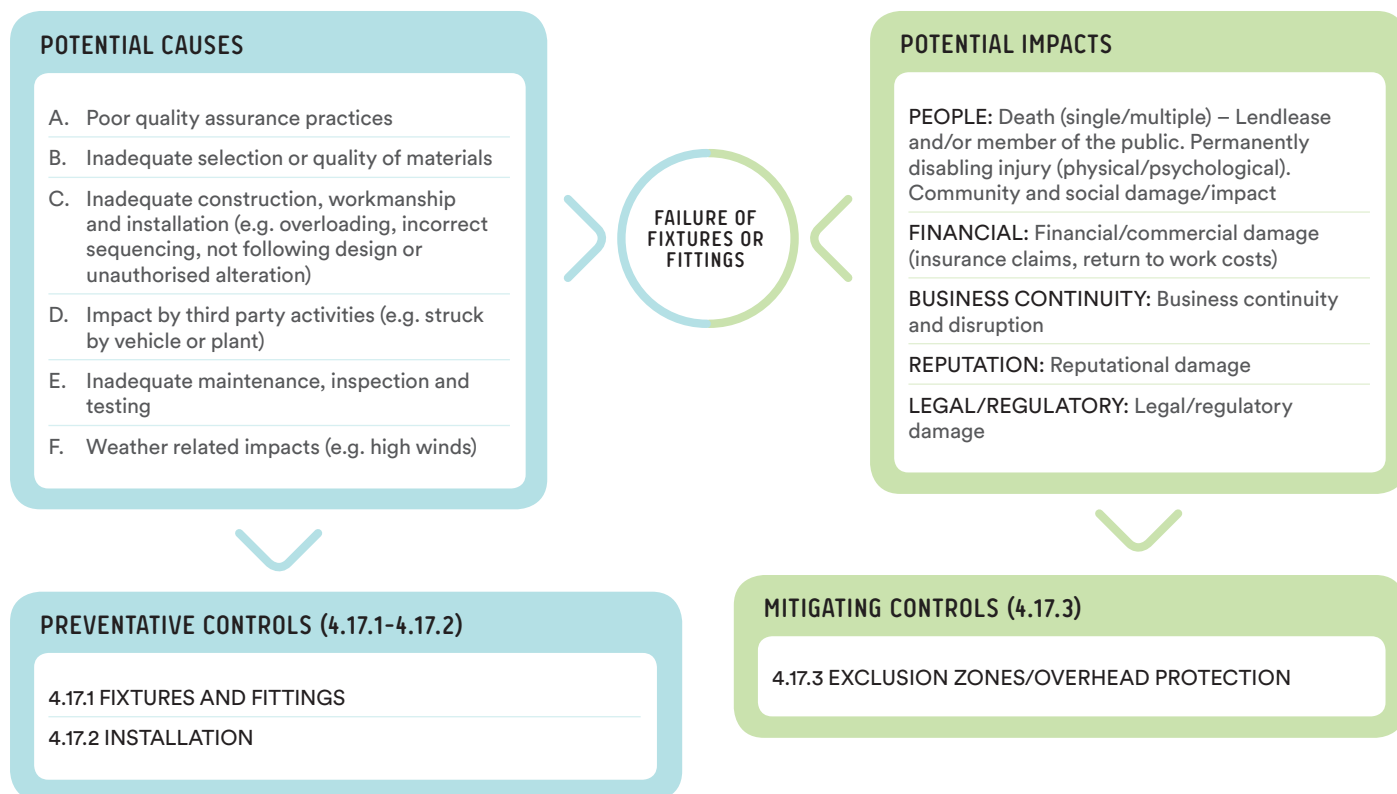 POTENTIAL CAUSES
A. Poor quality assurance practices
B. Inadequate selection or quality of materials
C. Inadequate construction, workmanship
and installation (e.g. overloading, incorrect
sequencing, not following design or
unauthorised alteration)
D. Impact by third party activities (e.g. struck
by vehicle or plant)
E. Inadequate maintenance, inspection and
testing
F. Weather related impacts (e.g. high winds)
FAILURE OF
FIXTURES OR
FITTINGS
POTENTIAL IMPACTS
PEOPLE: Death (single/multiple) – Lendlease
and/or member of the public. Permanently
disabling injury (physical/psychological).
Community and social damage/impact
FINANCIAL: Financial/commercial damage
(insurance claims, return to work costs)
BUSINESS CONTINUITY: Business continuity
and disruption
REPUTATION: Reputational damage
LEGAL/REGULATORY: Legal/regulatory
damage
PREVENTATIVE CONTROLS (4.17.1-4.17.2)
4.17.1 FIXTURES AND FITTINGS
4.17.2 INSTALLATION
MITIGATING CONTROLS (4.17.3)
4.17.3 EXCLUSION ZONES/OVERHEAD PROTECTION